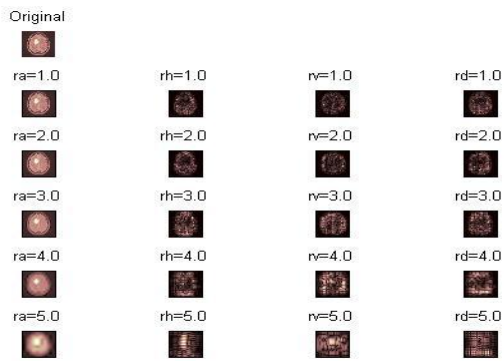 Original
ra=1.0 rh=1.0 rv=1.0 rd=1.0
ra=2.0 rh=2.0 rv=2.0 rd=2.0
ra=3.0 rh=3.0 rv=3.0 rd=3.0
ra=4.0 rh=4.0 rv=4.0 rd=4.0
ra=5.0 rh=5.0 rv=5.0 rd=5.0